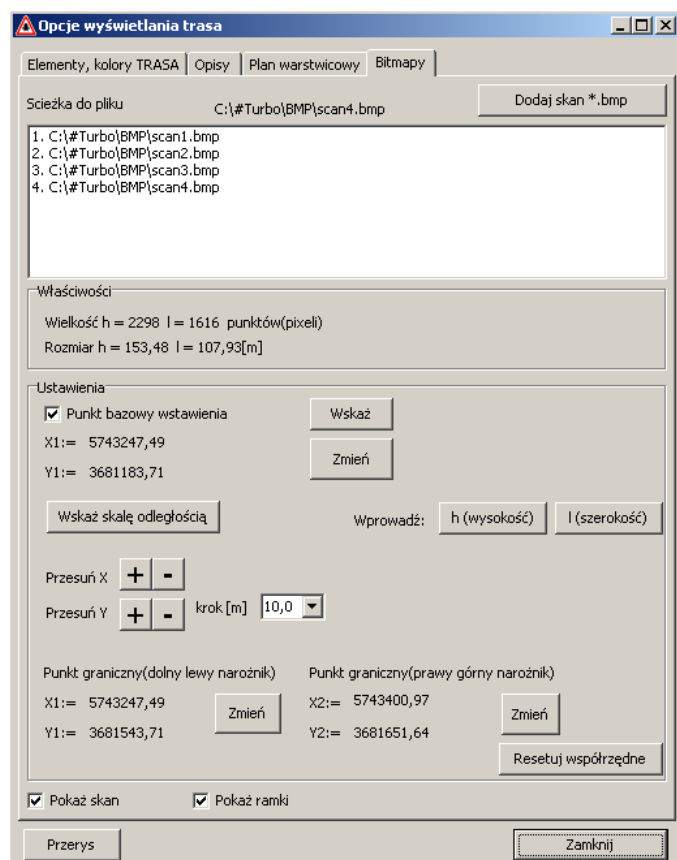 Opcje wyświetlania trasa
Elementy, kolory TRASA Opisy Plan warstwicowy Bitmapy
Scieżka do pliku C:\#Turbo\BMP\scan4.bmp Dodaj skan *.bmp
1. C:\#Turbo\BMP\scan1.bmp
2. C:\#Turbo\BMP\scan2.bmp
3. C:\#Turbo\BMP\scan3.bmp
4. C:\#Turbo\BMP\scan4.bmp
Właściwości
Wielkość h = 2298 l = 1616 punktów(pixeli)
Rozmiar h = 153,48 l = 107,93[m]
Ustawienia
Punkt bazowy wstawienia Wskaż
X1:= 5743247,49
Zmień
Y1:= 3681183,71
Wskaż skalę odległością Wprowadź: h (wysokość) l (szerokość)
Przesuń X + -
Przesuń Y + - krok [m] 10,0
Punkt graniczny(dolny lewy narożnik) Punkt graniczny(prawy górny narożnik)
X1:= 5743247,49 Zmień X2:= 5743400,97 Zmień
Y1:= 3681543,71 Y2:= 3681651,64
Resetuj współrzędne
Pokaż skan Pokaż ramki
Przerys Zamknij